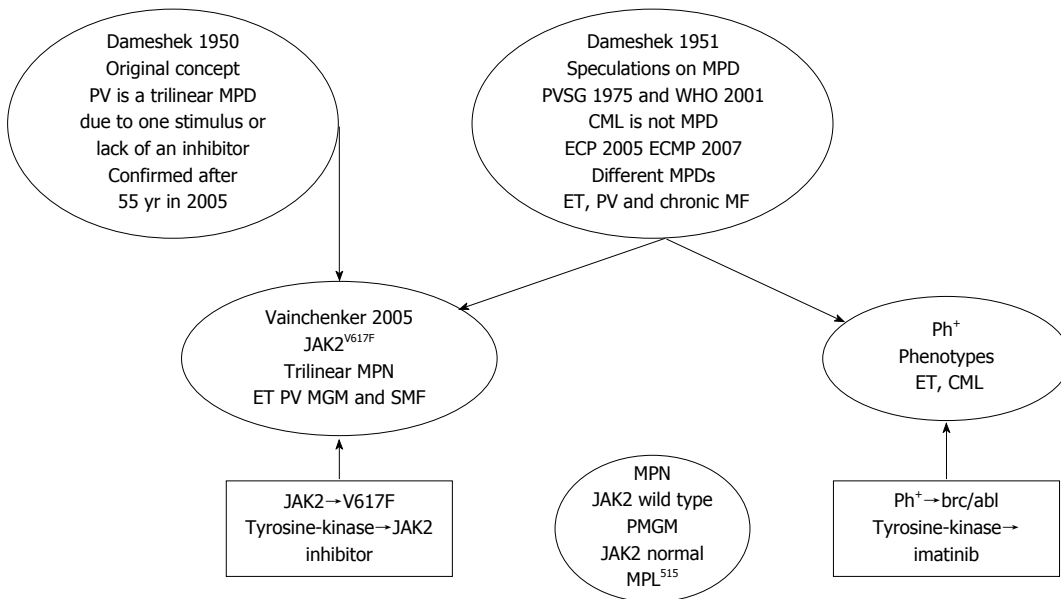 Dameshek 1950
Original concept
PV is a trilinear MPD
due to one stimulus or
lack of an inhibitor
Confirmed after
55 yr in 2005
Dameshek 1951
Speculations on MPD
PVSG 1975 and WHO 2001
CML is not MPD
ECP 2005 ECMP 2007
Different MPDs
ET, PV and chronic MF
Vainchenker 2005
JAK2^V617F
Trilinear MPN
ET PV MGM and SMF
Ph⁺
Phenotypes
ET, CML
JAK2→V617F
Tyrosine-kinase→JAK2
inhibitor
MPN
JAK2 wild type
PMGM
JAK2 normal
MPL⁵¹⁵
Ph⁺→brc/abl
Tyrosine-kinase→
imatinib